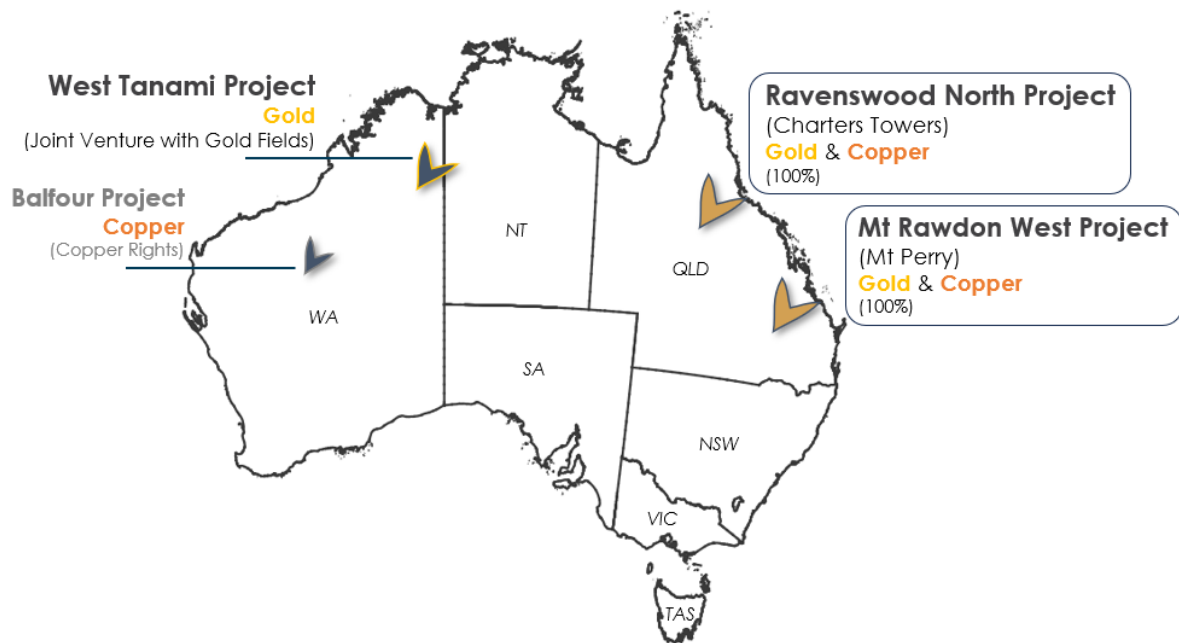 West Tanami Project
Gold
(Joint Venture with Gold Fields)
Balfour Project
Copper
(Copper Rights)
Ravenswood North Project
(Charters Towers)
Gold & Copper
(100%)
Mt Rawdon West Project
(Mt Perry)
Gold & Copper
(100%)
NT
QLD
WA
SA
NSW
VIC
TAS